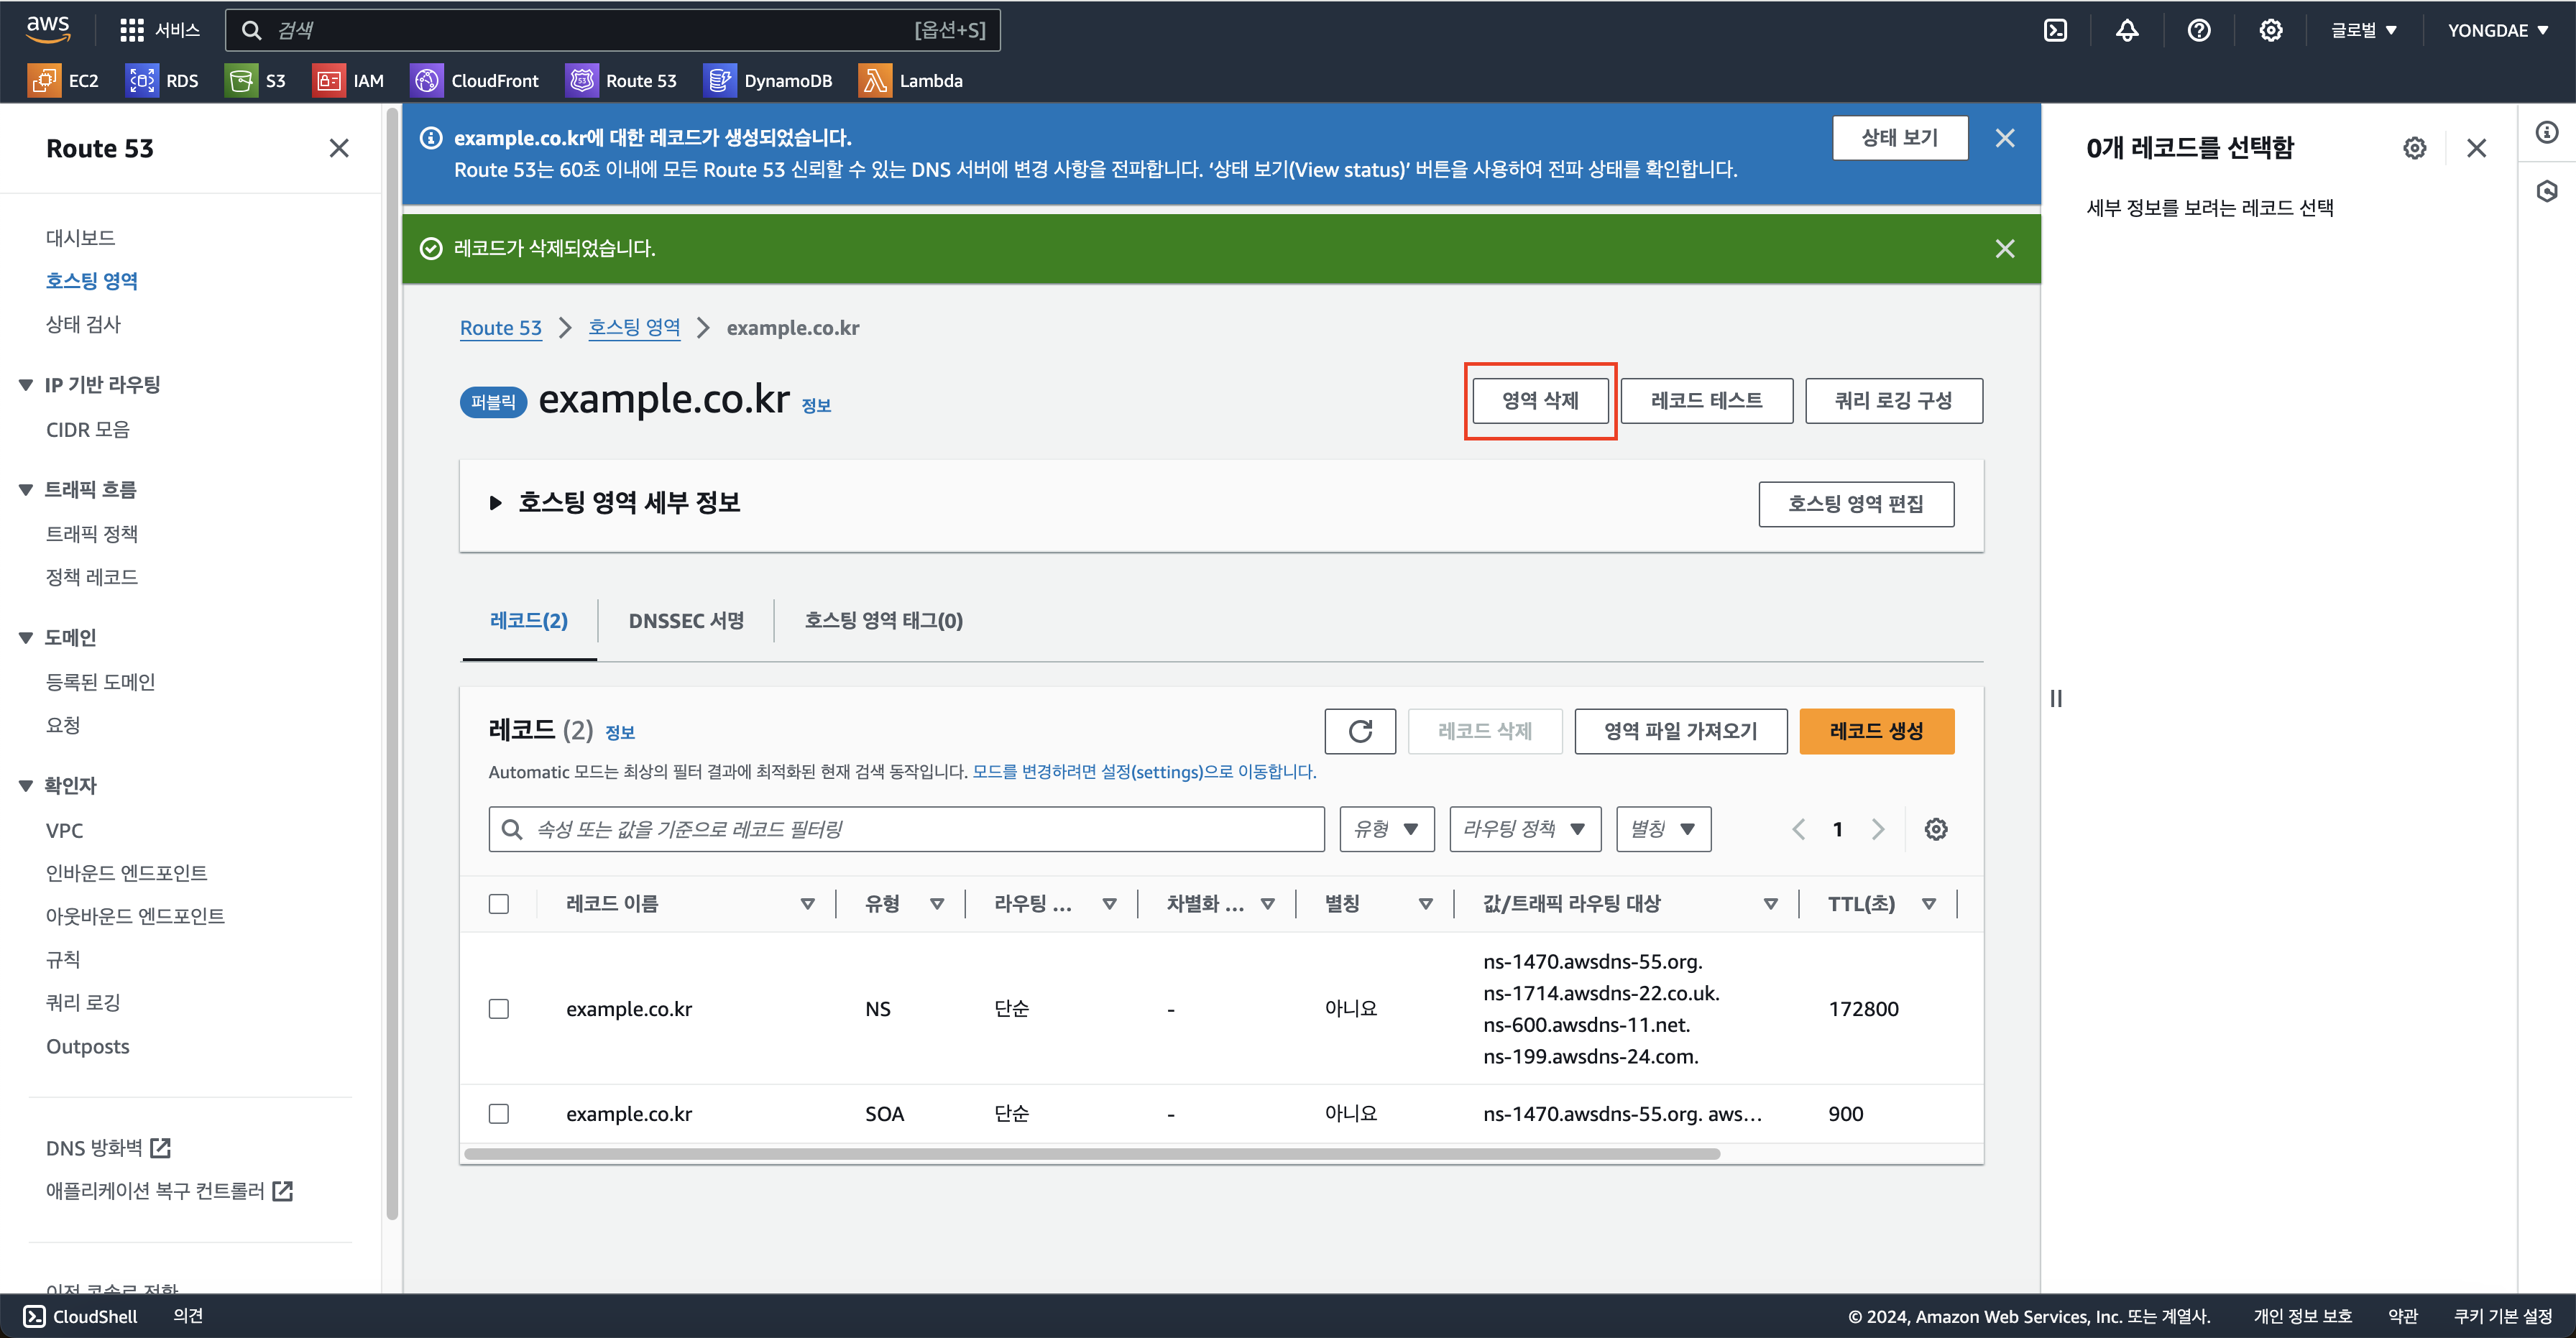 aws
서비스
검색
[옵션+S]
글로벌
YONGDAE
EC2
RDS
S3
IAM
CloudFront
Route 53
DynamoDB
Lambda
Route 53
대시보드
호스팅 영역
상태 검사
IP 기반 라우팅
CIDR 모음
트래픽 흐름
트래픽 정책
정책 레코드
도메인
등록된 도메인
요청
확인자
VPC
인바운드 엔드포인트
아웃바운드 엔드포인트
규칙
쿼리 로깅
Outposts
DNS 방화벽
애플리케이션 복구 컨트롤러
이전 콘솔로 전환
example.co.kr에 대한 레코드가 생성되었습니다.
Route 53는 60초 이내에 모든 Route 53 신뢰할 수 있는 DNS 서버에 변경 사항을 전파합니다. ‘상태 보기(View status)’ 버튼을 사용하여 전파 상태를 확인합니다.
상태 보기
레코드가 삭제되었습니다.
Route 53
호스팅 영역
example.co.kr
퍼블릭
example.co.kr
정보
영역 삭제
레코드 테스트
쿼리 로깅 구성
호스팅 영역 세부 정보
호스팅 영역 편집
레코드(2)
DNSSEC 서명
호스팅 영역 태그(0)
레코드 (2) 정보
레코드 삭제
영역 파일 가져오기
레코드 생성
Automatic 모드는 최상의 필터 결과에 최적화된 현재 검색 동작입니다. 모드를 변경하려면 설정(settings)으로 이동합니다.
속성 또는 값을 기준으로 레코드 필터링
유형
라우팅 정책
별칭
1
레코드 이름
유형
라우팅 ...
차별화 ...
별칭
값/트래픽 라우팅 대상
TTL(초)
example.co.kr
NS
단순
-
아니요
ns-1470.awsdns-55.org.
ns-1714.awsdns-22.co.uk.
ns-600.awsdns-11.net.
ns-199.awsdns-24.com.
172800
example.co.kr
SOA
단순
-
아니요
ns-1470.awsdns-55.org. aws...
900
0개 레코드를 선택함
세부 정보를 보려는 레코드 선택
CloudShell
의견
© 2024, Amazon Web Services, Inc. 또는 계열사.
개인 정보 보호
약관
쿠키 기본 설정